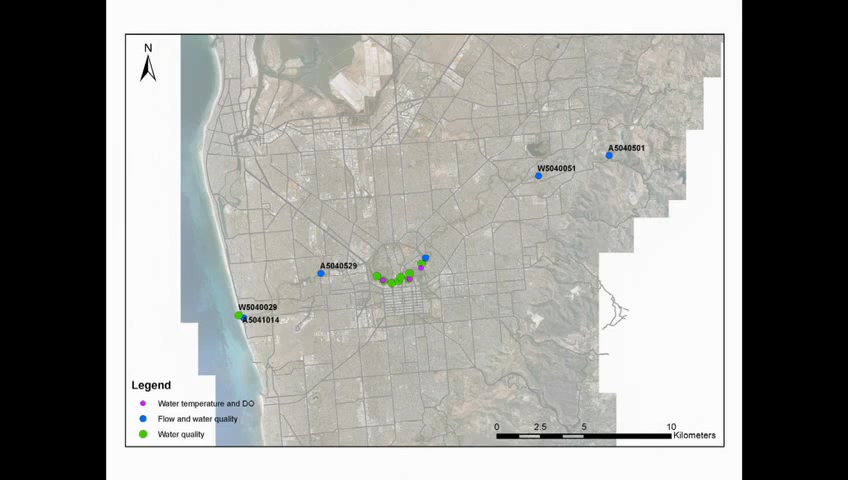 N
A5040501
W5040051
A5040529
W5040029
A5041014
Legend
Water temperature and DO
Flow and water quality
Water quality
0 2.5 5 10
Kilometers